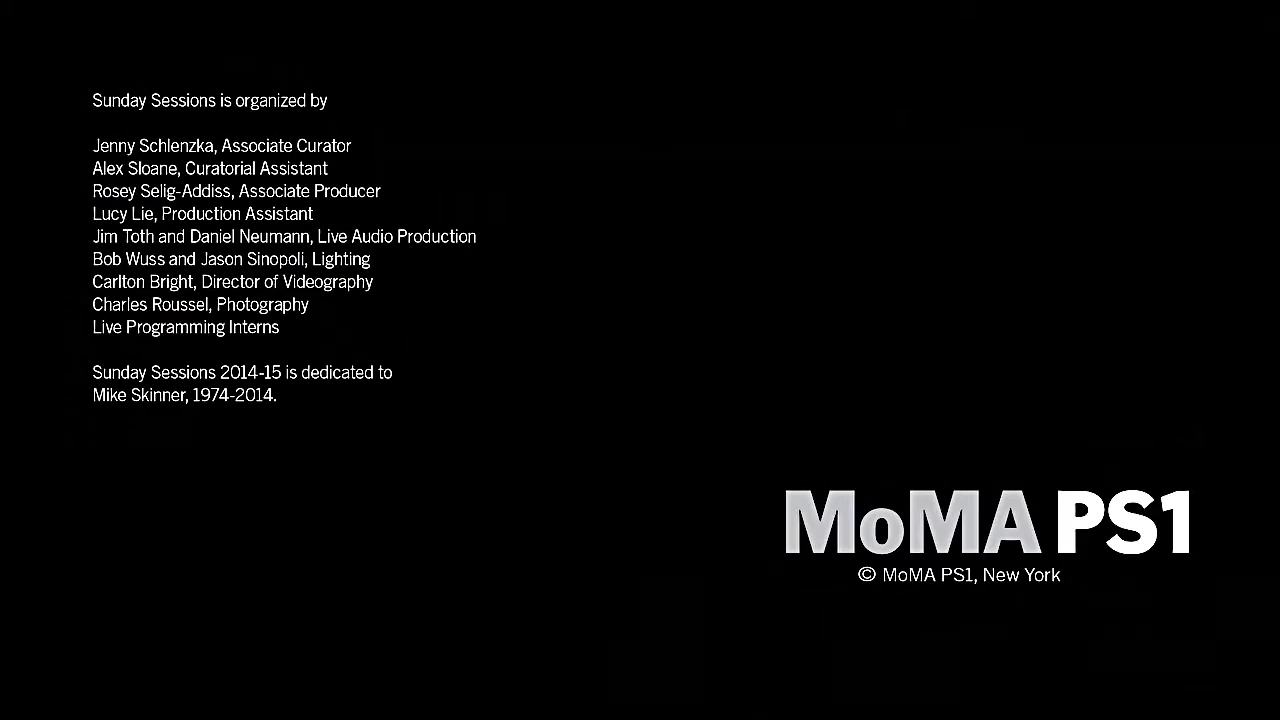 Sunday Sessions is organized by
Jenny Schlenzka, Associate Curator
Alex Sloane, Curatorial Assistant
Rosey Selig-Addiss, Associate Producer
Lucy Lie, Production Assistant
Jim Toth and Daniel Neumann, Live Audio Production
Bob Wuss and Jason Sinopoli, Lighting
Carlton Bright, Director of Videography
Charles Roussel, Photography
Live Programming Interns
Sunday Sessions 2014-15 is dedicated to
Mike Skinner, 1974-2014.
MoMA PS1
© MoMA PS1, New York